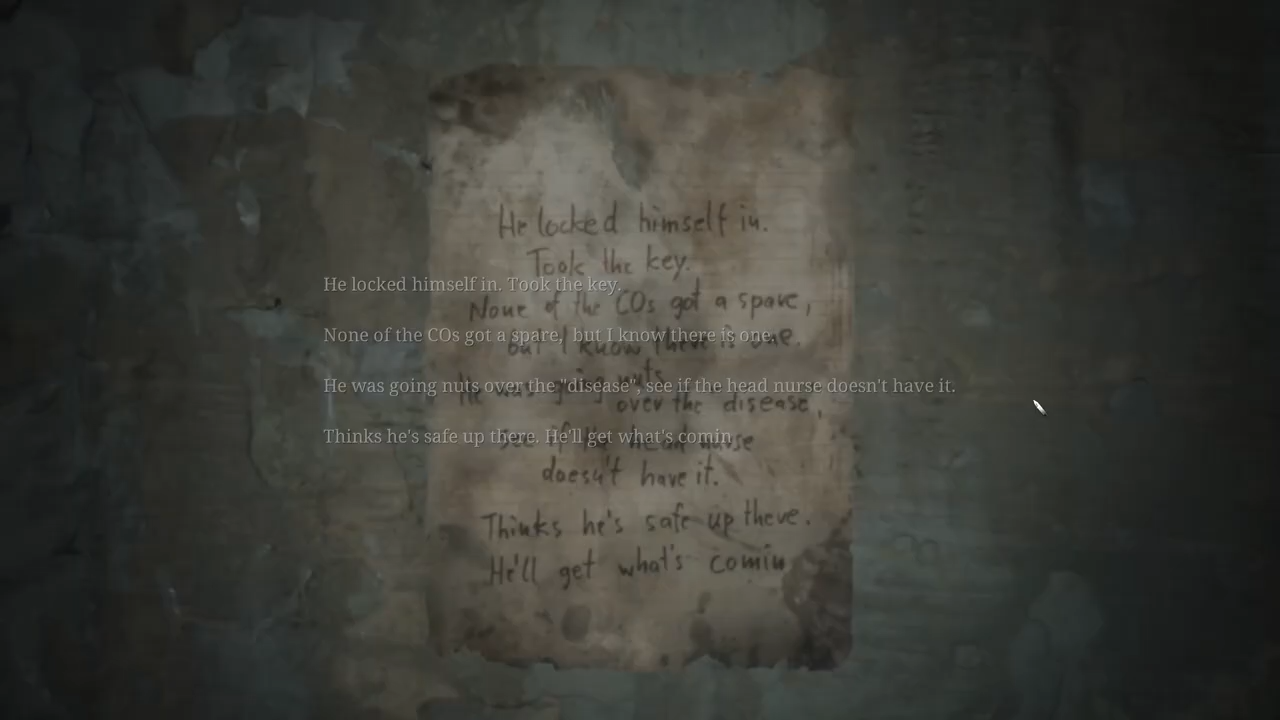 He locked himself in.
Took the key.
None of the COs got a spare,
but I know there is one.
He was going nuts
over the disease,
see if the head nurse
doesn't have it.
Thinks he's safe up there.
He'll get what's comin
He locked himself in. Took the key.
None of the COs got a spare, but I know there is one.
He was going nuts over the "disease", see if the head nurse doesn't have it.
Thinks he's safe up there. He'll get what's comin